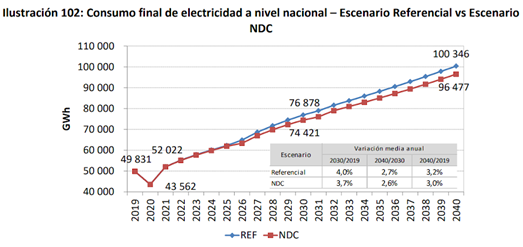 Ilustración 102: Consumo final de electricidad a nivel nacional – Escenario Referencial vs Escenario
NDC
110 000
100 000
90 000
80 000
70 000
60 000
50 000
40 000
GWh
49 831
52 022
43 562
76 878
74 421
100 346
96 477
Escenario
Variación media anual
2030/2019 2040/2030 2040/2019
Referencial 4,0% 2,7% 3,2%
NDC 3,7% 2,6% 3,0%
2019 2020 2021 2022 2023 2024 2025 2026 2027 2028 2029 2030 2031 2032 2033 2034 2035 2036 2037 2038 2039 2040
REF NDC